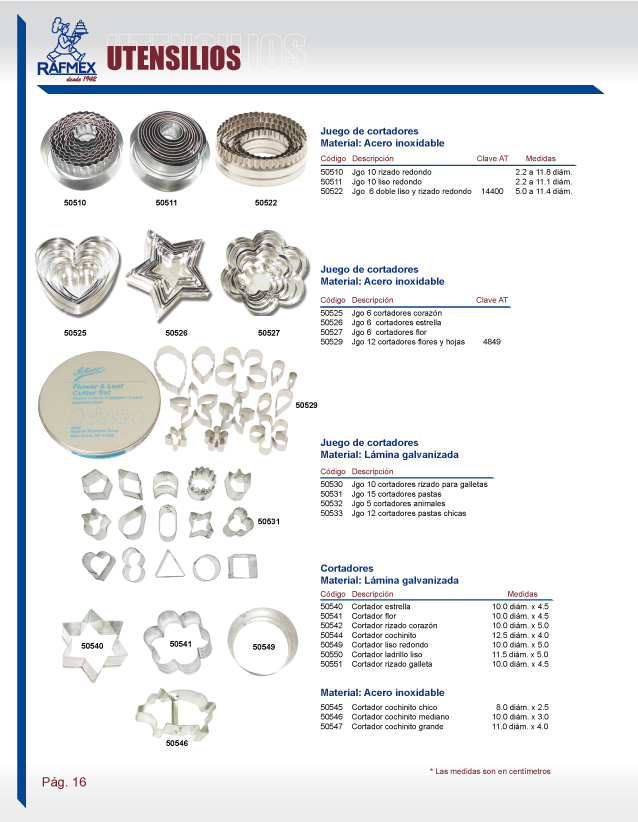 RAFMEX
desde 1942
UTENSILIOS
50510
50511
50522
Juego de cortadores
Material: Acero inoxidable
Código Descripción Clave AT Medidas
50510 Jgo 10 rizado redondo 2.2 a 11.8 diám.
50511 Jgo 10 liso redondo 2.2 a 11.1 diám.
50522 Jgo 6 doble liso y rizado redondo 14400 5.0 a 11.4 diám.
50525
50526
50527
Juego de cortadores
Material: Acero inoxidable
Código Descripción Clave AT
50525 Jgo 6 cortadores corazón
50526 Jgo 6 cortadores estrella
50527 Jgo 6 cortadores flor
50529 Jgo 12 cortadores flores y hojas 4849
Ateco
Flower & Leaf
Cutter Set
50529
Juego de cortadores
Material: Lámina galvanizada
Código Descripción
50530 Jgo 10 cortadores rizado para galletas
50531 Jgo 15 cortadores pastas
50532 Jgo 5 cortadores animales
50533 Jgo 12 cortadores pastas chicas
50531
Cortadores
Material: Lámina galvanizada
Código Descripción Medidas
50540 Cortador estrella 10.0 diám. x 4.5
50541 Cortador flor 10.0 diám. x 4.5
50542 Cortador rizado corazón 10.0 diám. x 5.0
50544 Cortador cochinito 12.5 diám. x 4.0
50549 Cortador liso redondo 10.0 diám. x 5.0
50550 Cortador ladrillo liso 11.5 diám. x 5.0
50551 Cortador rizado galleta 10.0 diám. x 4.5
50540
50541
50549
Material: Acero inoxidable
50545 Cortador cochinito chico 8.0 diám. x 2.5
50546 Cortador cochinito mediano 10.0 diám. x 3.0
50547 Cortador cochinito grande 11.0 diám. x 4.0
50546
* Las medidas son en centímetros
Pág. 16